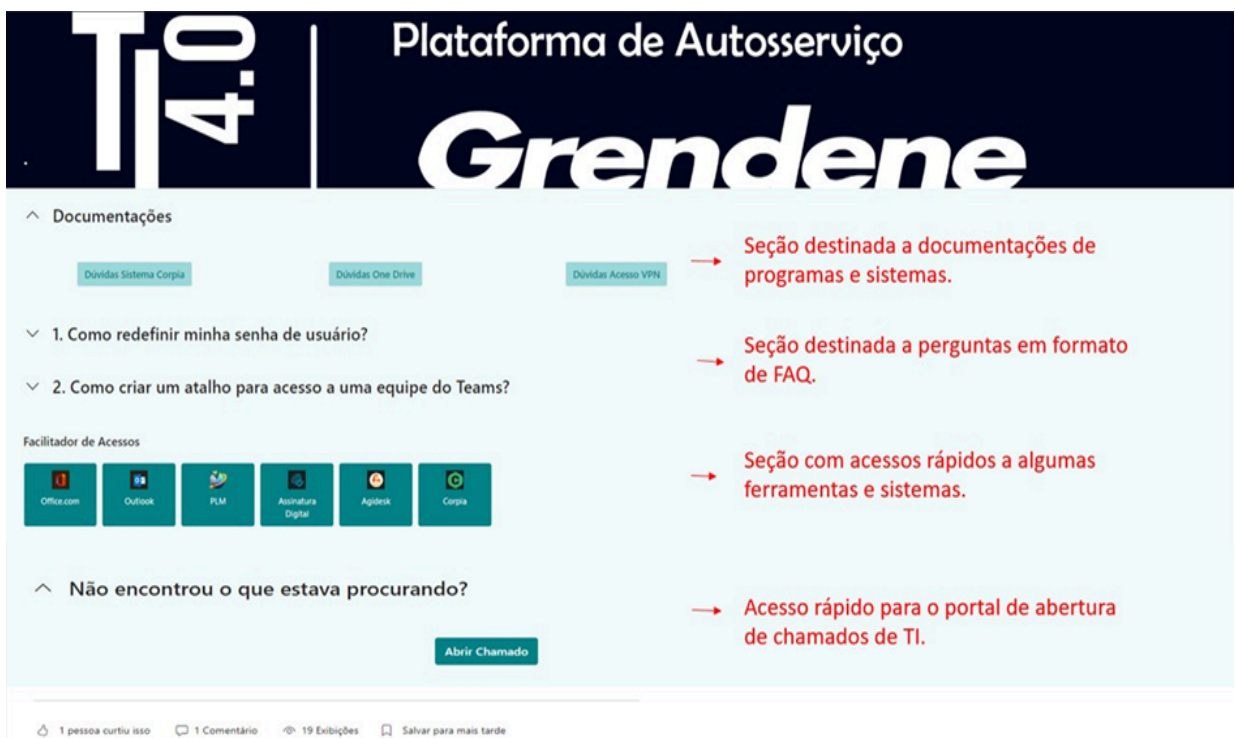 TI 4.0
Plataforma de Autosserviço
Grendene
Documentações
Dúvidas Sistema Corpia
Dúvidas One Drive
Dúvidas Acesso VPN
Seção destinada a documentações de
programas e sistemas.
1. Como redefinir minha senha de usuário?
2. Como criar um atalho para acesso a uma equipe do Teams?
Seção destinada a perguntas em formato
de FAQ.
Facilitador de Acessos
Office.com
Outlook
PLM
Assinatura
Digital
Agidesk
Corpia
Seção com acessos rápidos a algumas
ferramentas e sistemas.
Não encontrou o que estava procurando?
Abrir Chamado
Acesso rápido para o portal de abertura
de chamados de TI.
1 pessoa curtiu isso
1 Comentário
19 Exibições
Salvar para mais tarde